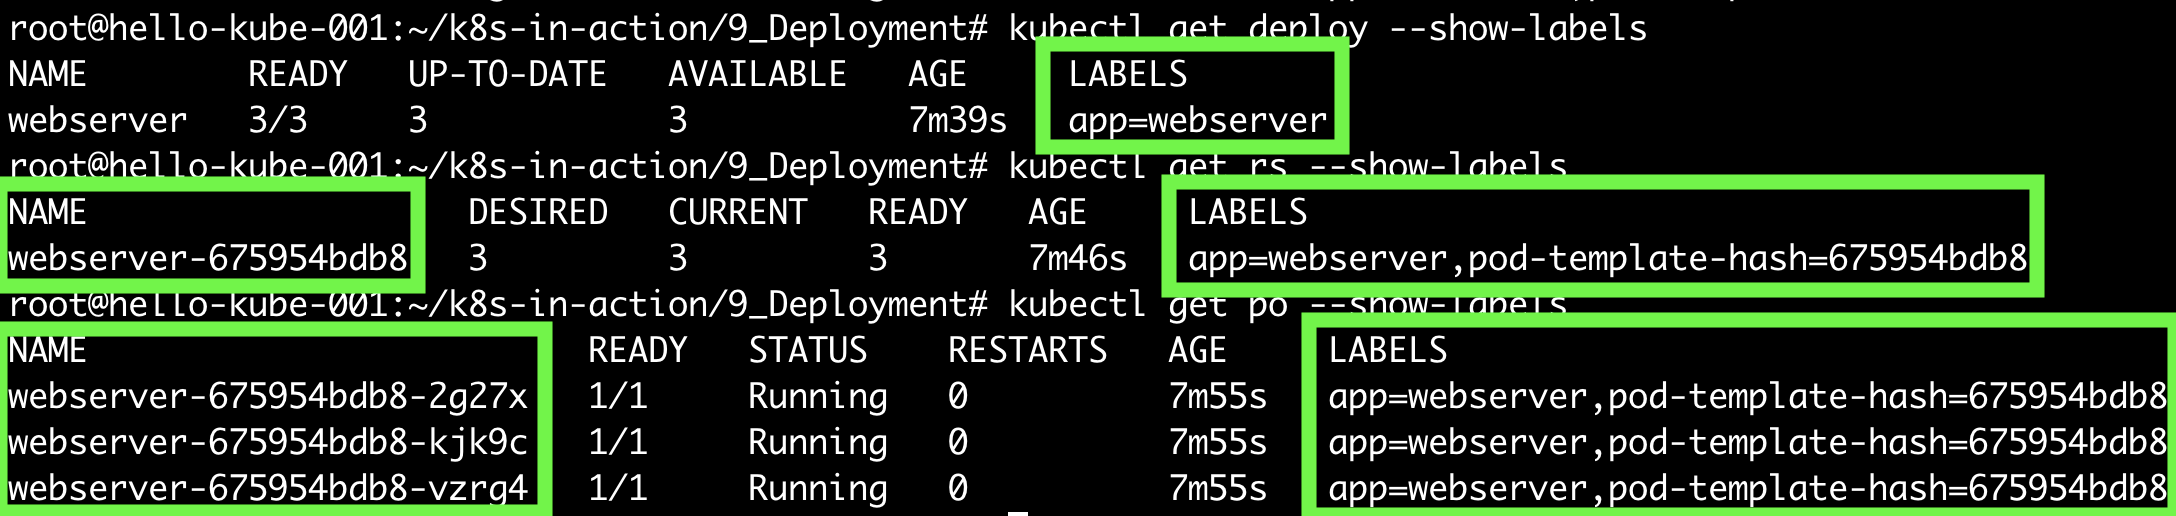 root@hello-kube-001:~/k8s-in-action/9_Deployment# kubectl get deploy --show-labels
NAME        READY   UP-TO-DATE   AVAILABLE   AGE     LABELS
webserver   3/3     3            3           7m39s   app=webserver
root@hello-kube-001:~/k8s-in-action/9_Deployment# kubectl get rs --show-labels
NAME                   DESIRED   CURRENT   READY   AGE     LABELS
webserver-675954bdb8   3         3         3       7m46s   app=webserver,pod-template-hash=675954bdb8
root@hello-kube-001:~/k8s-in-action/9_Deployment# kubectl get po --show-labels
NAME                         READY   STATUS    RESTARTS   AGE     LABELS
webserver-675954bdb8-2g27x   1/1     Running   0          7m55s   app=webserver,pod-template-hash=675954bdb8
webserver-675954bdb8-kjk9c   1/1     Running   0          7m55s   app=webserver,pod-template-hash=675954bdb8
webserver-675954bdb8-vzrg4   1/1     Running   0          7m55s   app=webserver,pod-template-hash=675954bdb8